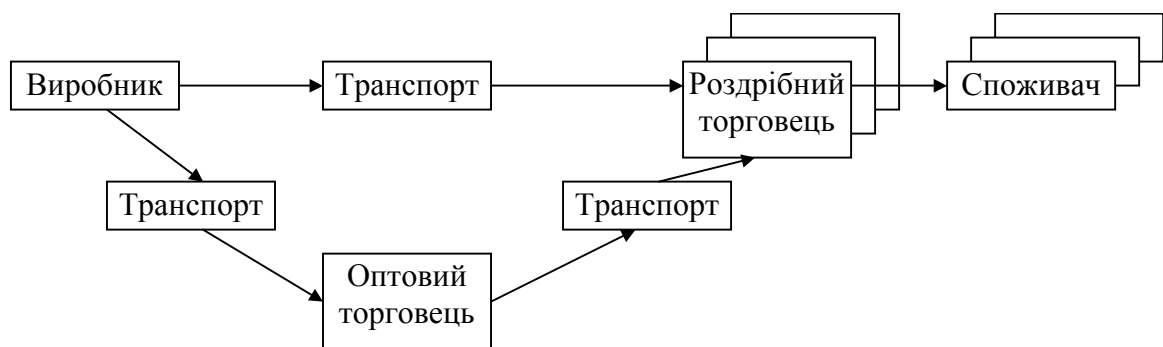 Виробник
Транспорт
Роздрібний
торговець
Споживач
Транспорт
Транспорт
Оптовий
торговець